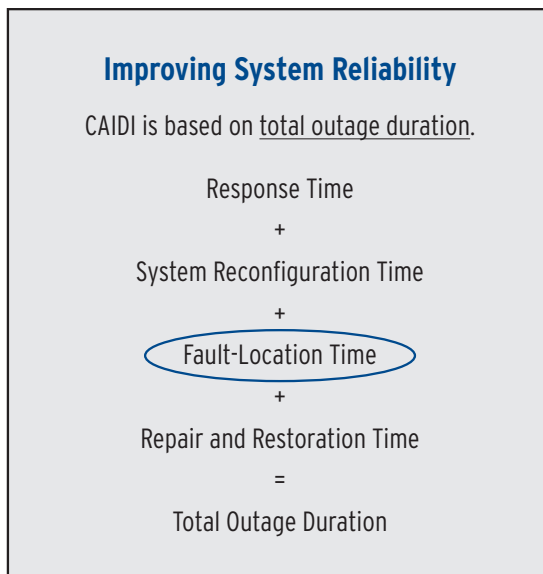 Improving System Reliability
CAIDI is based on total outage duration.
Response Time
+
System Reconfiguration Time
+
Fault-Location Time
+
Repair and Restoration Time
=
Total Outage Duration